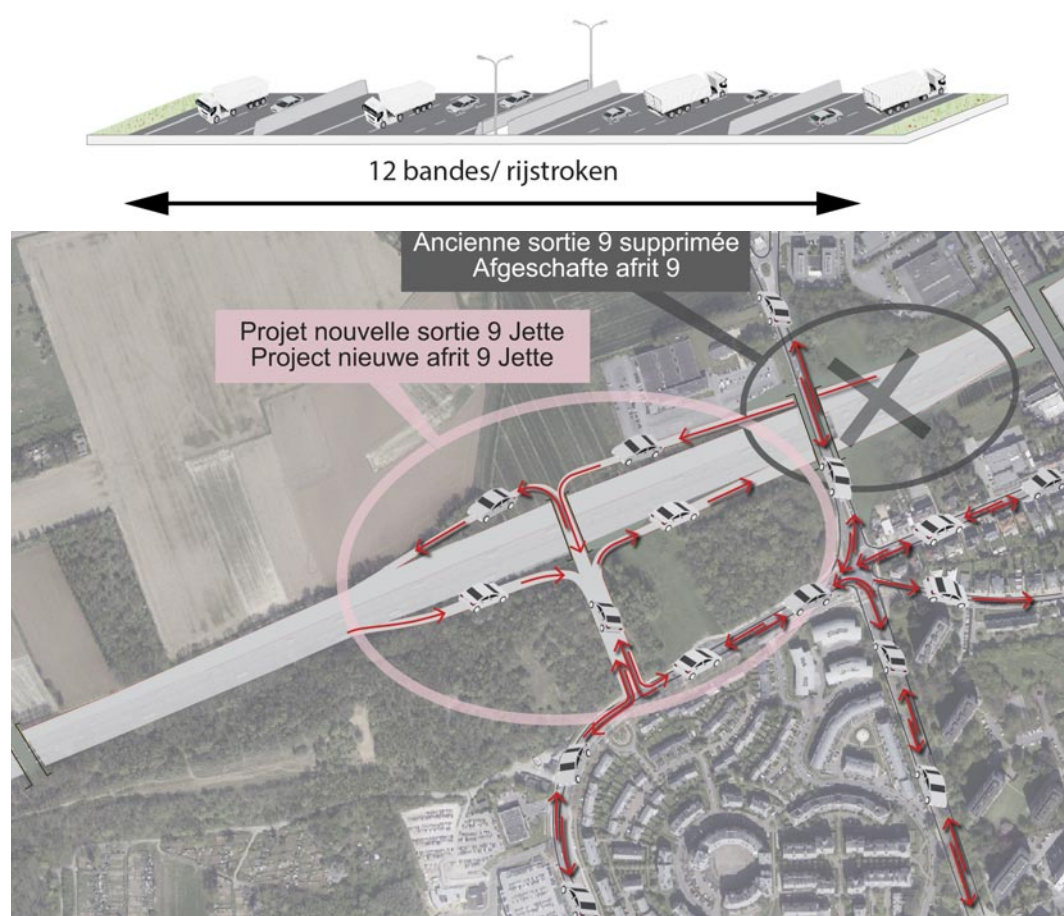 12 bandes/ rijstroken
Ancienne sortie 9 supprimée
Afgeschafte afrit 9
Projet nouvelle sortie 9 Jette
Project nieuwe afrit 9 Jette